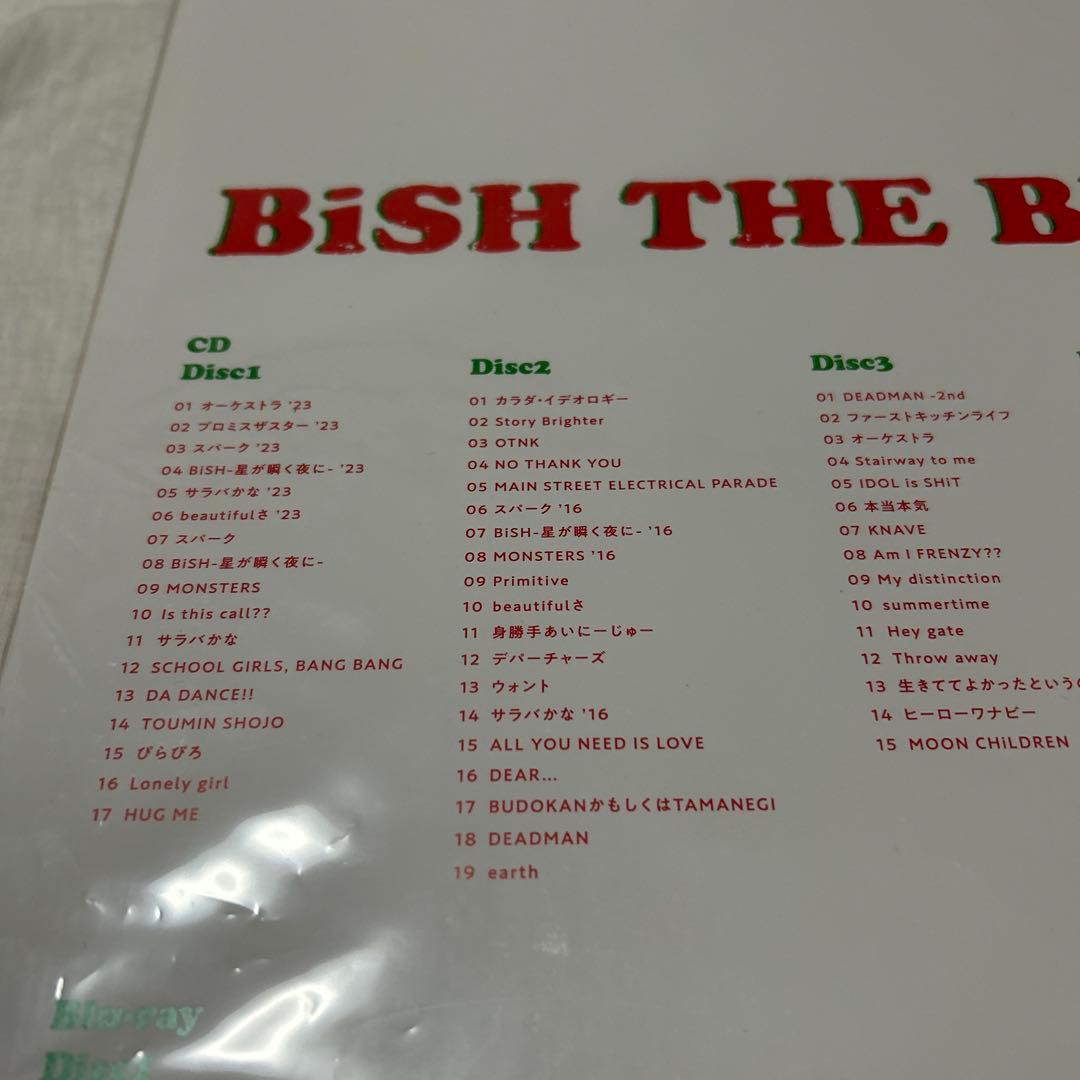 BiSH THE B
CD
Disc1
01 オーケストラ '23
02 プロミスザスター '23
03 スパーク '23
04 BiSH-星が瞬く夜に- '23
05 サラバかな '23
06 beautifulさ '23
07 スパーク
08 BiSH-星が瞬く夜に-
09 MONSTERS
10 Is this call??
11 サラバかな
12 SCHOOL GIRLS, BANG BANG
13 DA DANCE!!
14 TOUMIN SHOJO
15 ぴらぴろ
16 Lonely girl
17 HUG ME
Disc2
01 カラダ・イデオロギー
02 Story Brighter
03 OTNK
04 NO THANK YOU
05 MAIN STREET ELECTRICAL PARADE
06 スパーク '16
07 BiSH-星が瞬く夜に- '16
08 MONSTERS '16
09 Primitive
10 beautifulさ
11 身勝手あいにーじゅー
12 デパーチャーズ
13 ウォント
14 サラバかな '16
15 ALL YOU NEED IS LOVE
16 DEAR...
17 BUDOKANかもしくはTAMANEGI
18 DEADMAN
19 earth
Disc3
01 DEADMAN -2nd
02 ファーストキッチンライフ
03 オーケストラ
04 Stairway to me
05 IDOL is SHiT
06 本当本気
07 KNAVE
08 Am I FRENZY??
09 My distinction
10 summertime
11 Hey gate
12 Throw away
13 生きててよかったという
14 ヒーローワナビー
15 MOON CHiLDREN
Blu-ray
Disc1